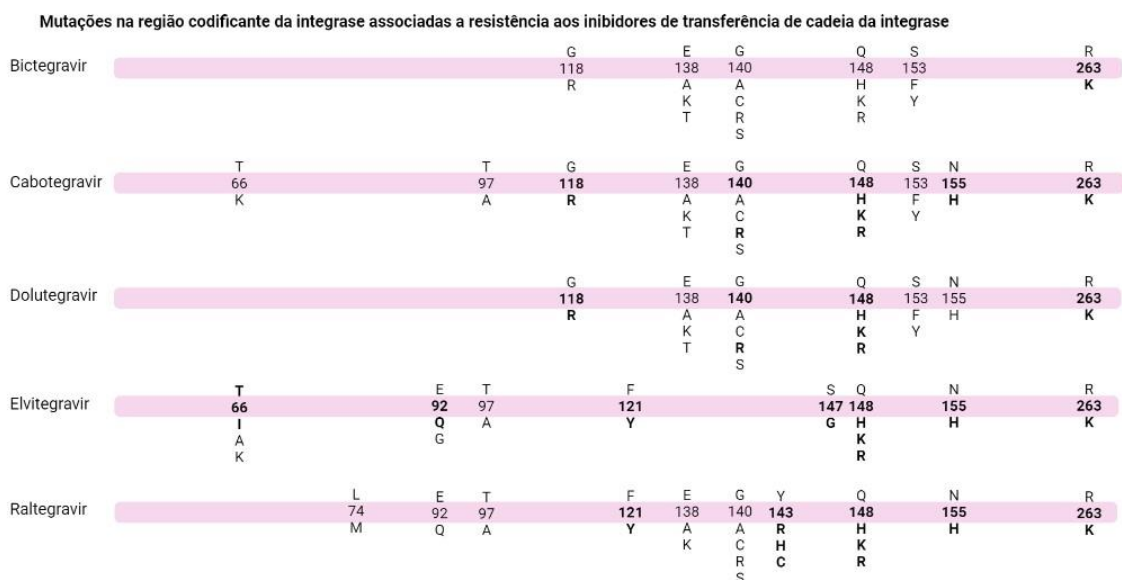 Mutações na região codificante da integrase associadas a resistência aos inibidores de transferência de cadeia da integrase
G E G Q S R
Bictegravir 118 138 140 148 153 263
R A A H F K
K C K Y
T R R
S
T T G E G Q S N R
Cabotegravir 66 97 118 138 140 148 153 155 263
K A R A A H F H K
K C K Y
T R R
S
G E G Q S N R
Dolutegravir 118 138 140 148 153 155 263
R A A H F H K
K C K Y
T R R
S
T E T F S Q N R
Elvitegravir 66 92 97 121 147 148 155 263
I Q A Y G H H K
A G K
K R
L E T F E G Y Q N R
Raltegravir 74 92 97 121 138 140 143 148 155 263
M Q A Y A A R H H K
K C H K
R C R
S